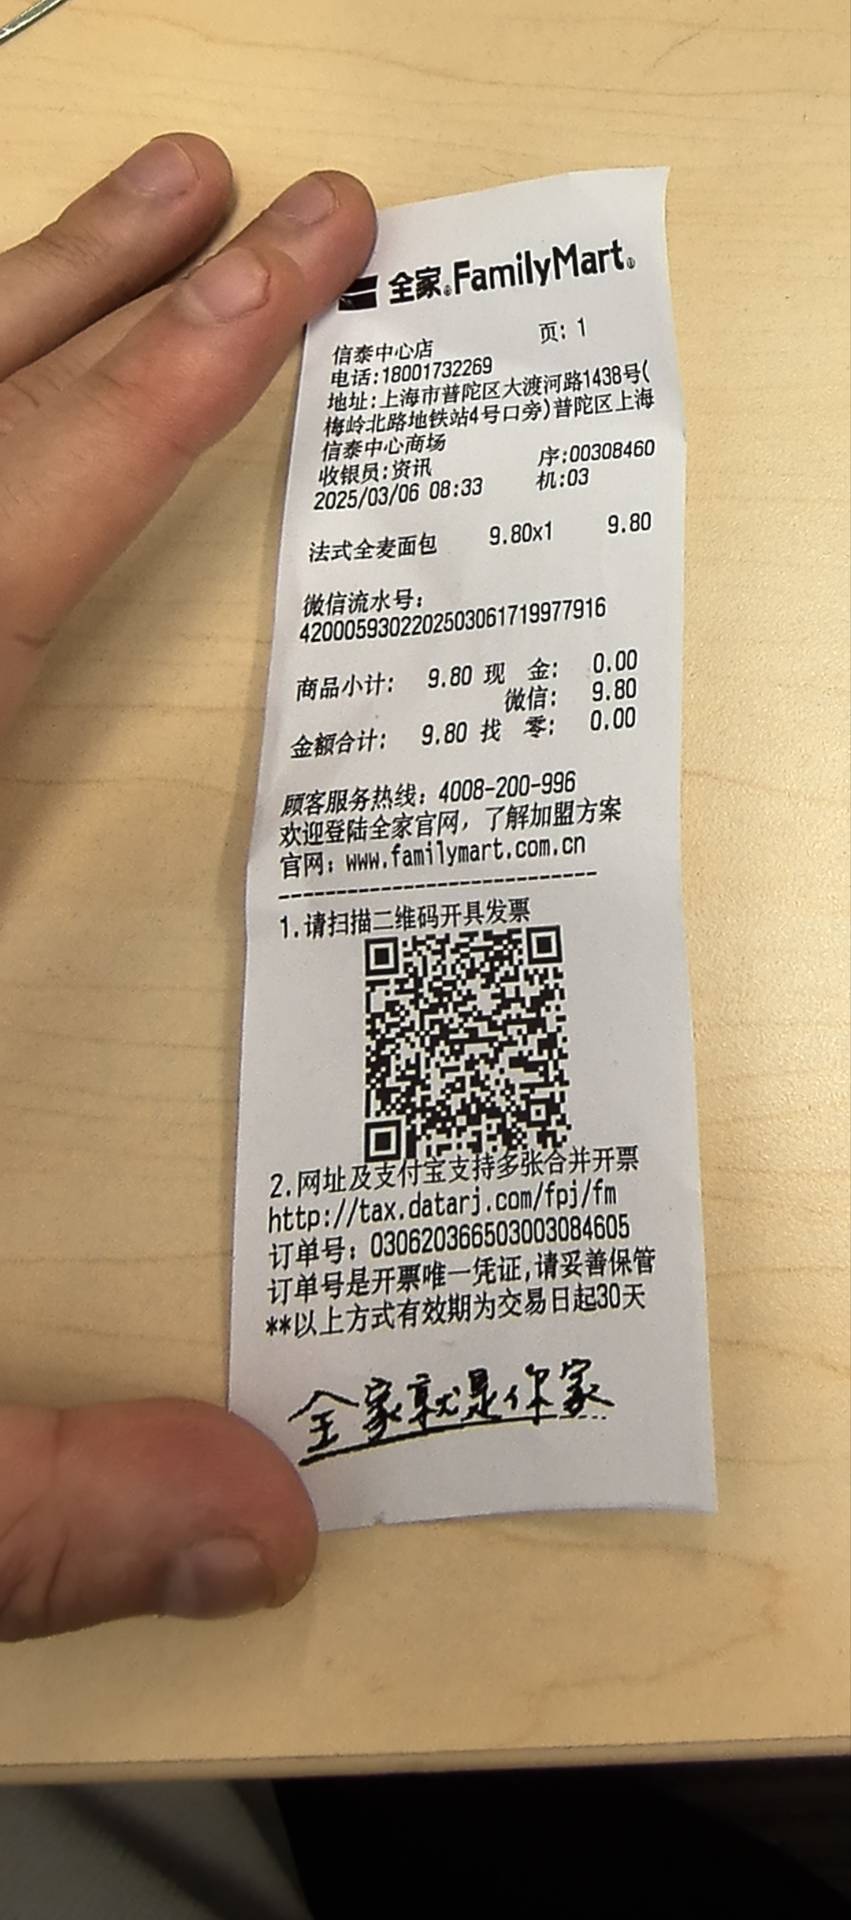 全家®FamilyMart®
页: 1
信泰中心店
电话:18001732269
地址:上海市普陀区大渡河路1438号(
梅岭北路地铁站4号口旁)普陀区上海
信泰中心商场
收银员:资讯 序:00308460
2025/03/06 08:33 机:03
法式全麦面包 9.80x1 9.80
微信流水号:
4200059302202503061719977916
商品小计: 9.80 现 金: 0.00
微信: 9.80
金额合计: 9.80 找 零: 0.00
顾客服务热线: 4008-200-996
欢迎登陆全家官网, 了解加盟方案
官网: www.familymart.com.cn
1.请扫描二维码开具发票
2.网址及支付宝支持多张合并开票
http://tax.datarj.com/fpj/fm
订单号: 0306203665030030846​05
订单号是开票唯一凭证,请妥善保管
**以上方式有效期为交易日起30天
全家就是你家